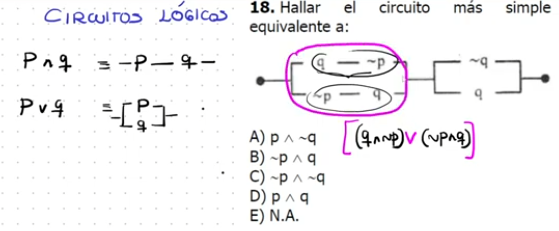 CIRCUITOS LÓGICOS
P ∧ q ≡ -P — q -
P ∨ q ≡ -[P q]-
18. Hallar el circuito más simple
equivalente a:
q — ~p
~p — q
~q
q
A) p ∧ ~q
B) ~p ∧ q
C) ~p ∧ ~q
D) p ∧ q
E) N.A.
[(q∧~p) ∨ (~p∧q)]